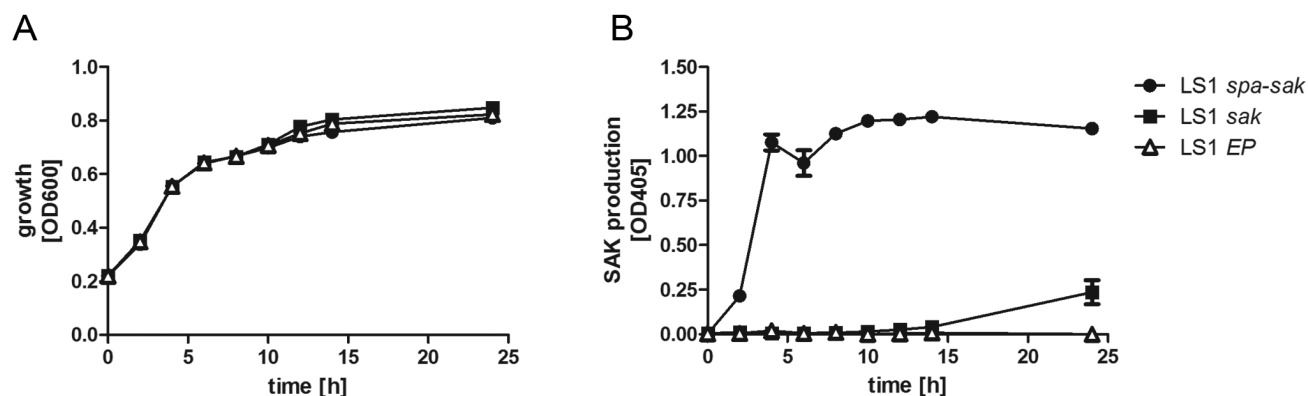 A
B
growth
[OD600]
1.0
0.8
0.6
0.4
0.2
0.0
0
5
10
15
20
25
time [h]
SAK production
[OD405]
1.50
1.25
1.00
0.75
0.50
0.25
0.00
0
5
10
15
20
25
time [h]
LS1 spa-sak
LS1 sak
LS1 EP